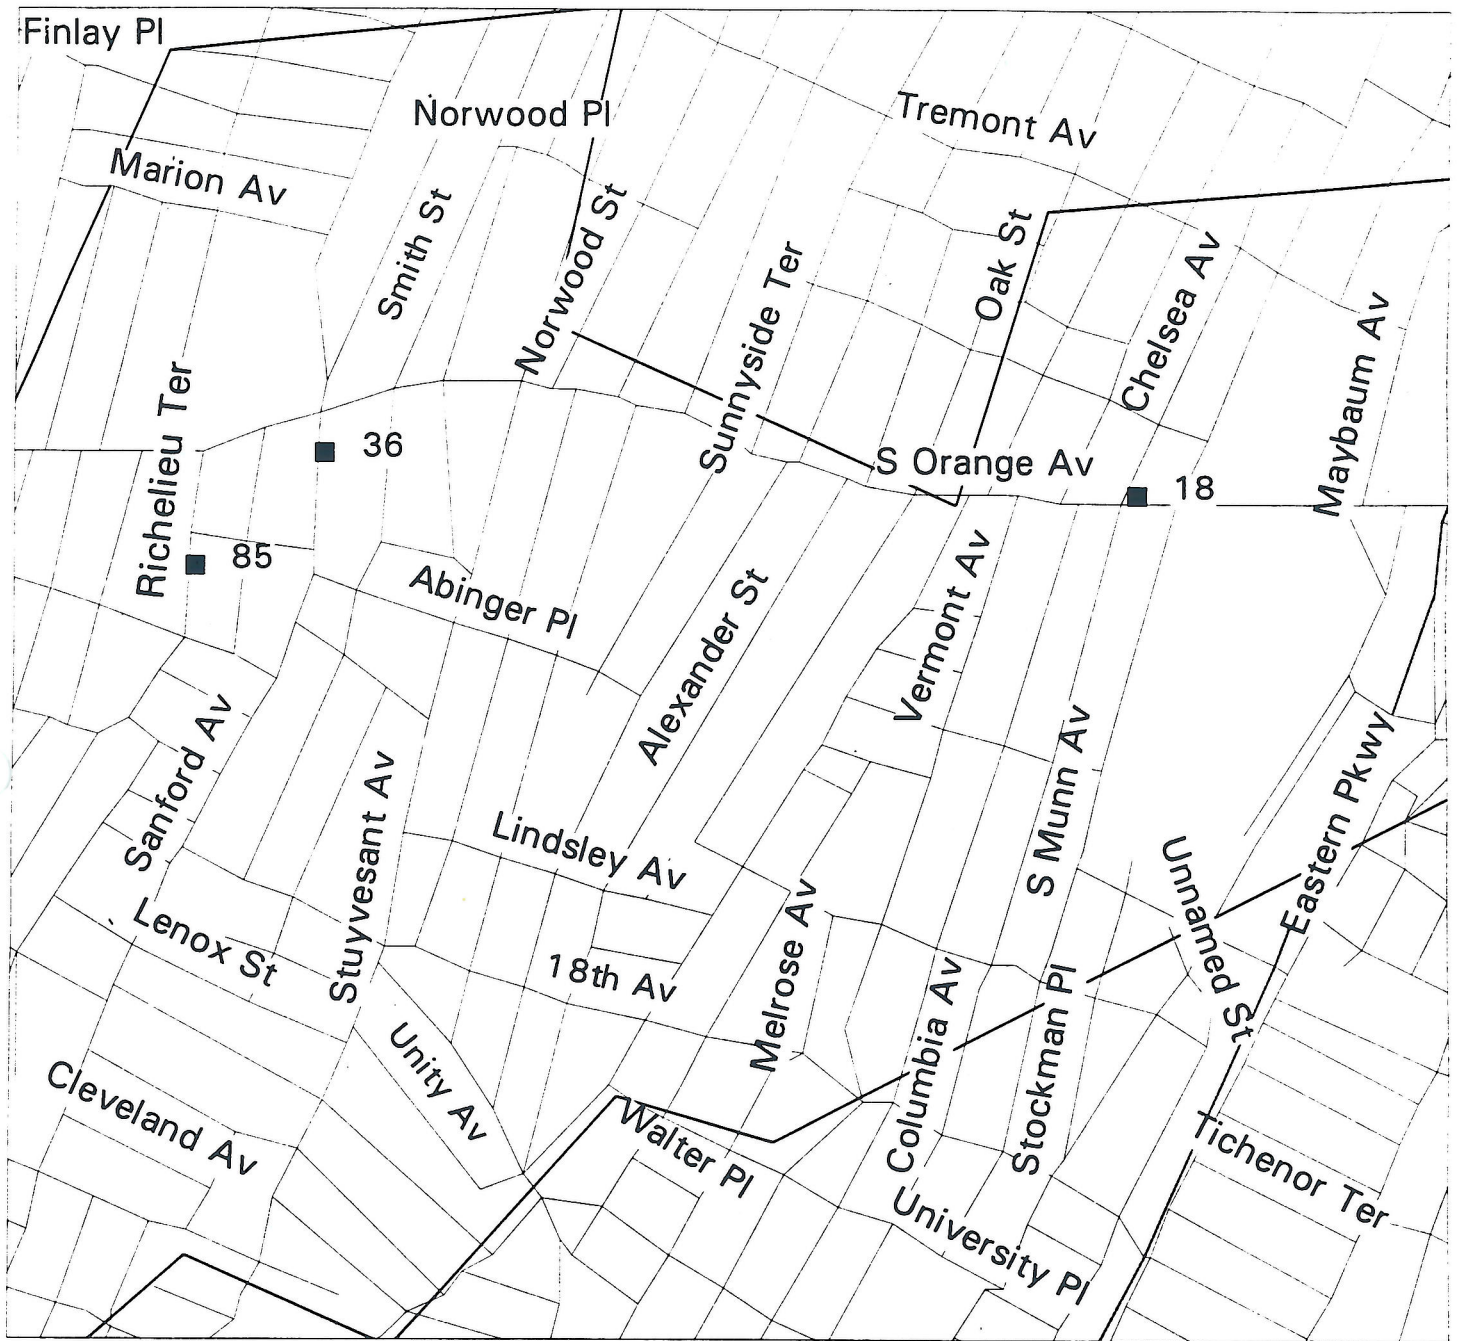 Finlay Pl
Norwood Pl
Tremont Av
Marion Av
Smith St
Norwood St
Oak St
Chelsea Av
Sunnyside Ter
Maybaum Av
Richelieu Ter
36
S Orange Av
18
85
Abinger Pl
Vermont Av
Alexander St
Sanford Av
S Munn Av
Eastern Pkwy
Stuyvesant Av
Lindsley Av
Unnamed St
Lenox St
18th Av
Melrose Av
Columbia Av
Stockman Pl
Unity Av
Cleveland Av
Walter Pl
Tichenor Ter
University Pl